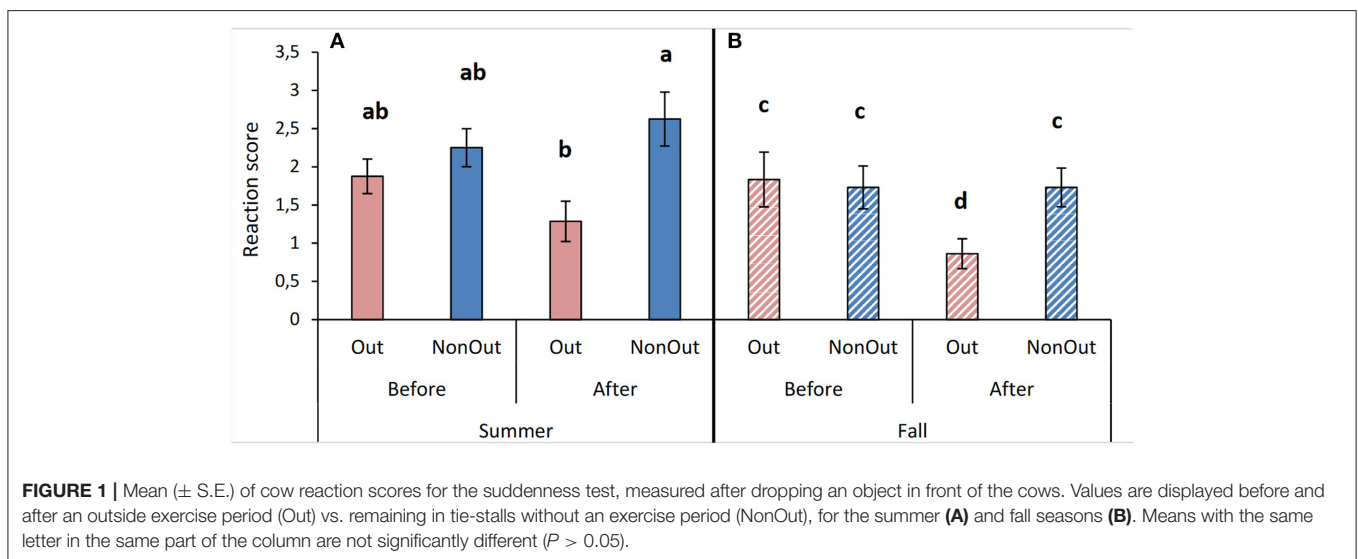 A
B
3,5
3
2,5
2
1,5
1
0,5
0
Reaction score
ab
ab
b
a
c
c
d
c
Out NonOut Out NonOut Out NonOut Out NonOut
Before After Before After
Summer Fall
FIGURE 1 | Mean (± S.E.) of cow reaction scores for the suddenness test, measured after dropping an object in front of the cows. Values are displayed before and
after an outside exercise period (Out) vs. remaining in tie-stalls without an exercise period (NonOut), for the summer (A) and fall seasons (B). Means with the same
letter in the same part of the column are not significantly different (P > 0.05).